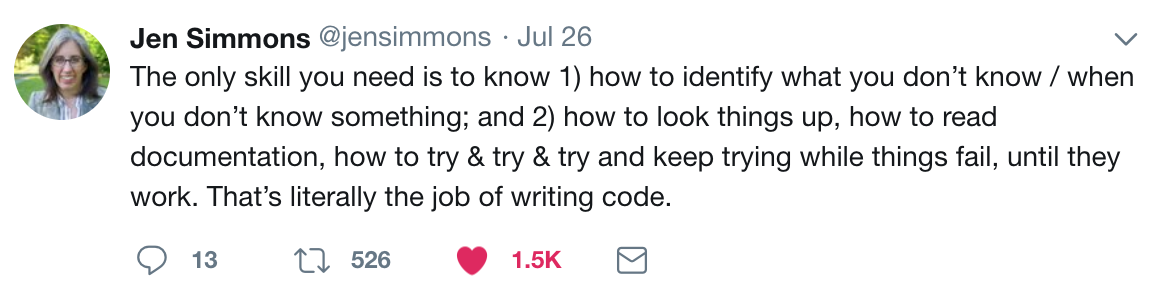 Jen Simmons @jensimmons · Jul 26
The only skill you need is to know 1) how to identify what you don’t know / when
you don’t know something; and 2) how to look things up, how to read
documentation, how to try & try & try and keep trying while things fail, until they
work. That’s literally the job of writing code.
13 526 1.5K